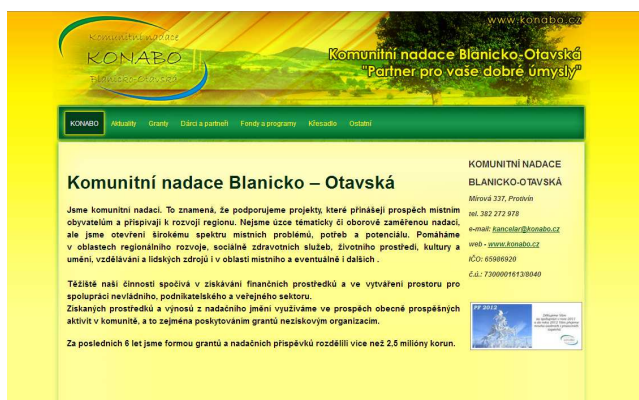 www.konabo.cz
Komunitní nadace
KONABO
Blanicko-Otavská
Komunitní nadace Blanicko-Otavská
"Partner pro vaše dobré úmysly"
KONABO Aktuality Granty Dárci a partneři Fondy a programy Křesadlo Ostatní
Komunitní nadace Blanicko – Otavská
Jsme komunitní nadací. To znamená, že podporujeme projekty, které přinášejí prospěch místním
obyvatelům a přispívají k rozvoji regionu. Nejsme úzce tématicky či oborově zaměřenou nadací,
ale jsme otevření širokému spektru místních problémů, potřeb a potenciálu. Pomáháme
v oblastech regionálního rozvoje, sociálně zdravotních služeb, životního prostředí, kultury a
umění, vzdělávání a lidských zdrojů i v oblasti místního a eventuálně i dalších .
Těžiště naší činnosti spočívá v získávání finančních prostředků a ve vytváření prostoru pro
spolupráci nevládního, podnikatelského a veřejného sektoru.
Získaných prostředků a výnosů z nadačního jmění využíváme ve prospěch obecně prospěšných
aktivit v komunitě, a to zejména poskytováním grantů neziskovým organizacím.
Za posledních 6 let jsme formou grantů a nadačních příspěvků rozdělili více než 2,5 milióny korun.
KOMUNITNÍ NADACE
BLANICKO-OTAVSKÁ
Mírová 337, Protivín
tel. 382 272 978
e-mail: kancelar@konabo.cz
web - www.konabo.cz
IČO: 65986920
č.ú.: 7300001613/8040
PF 2012